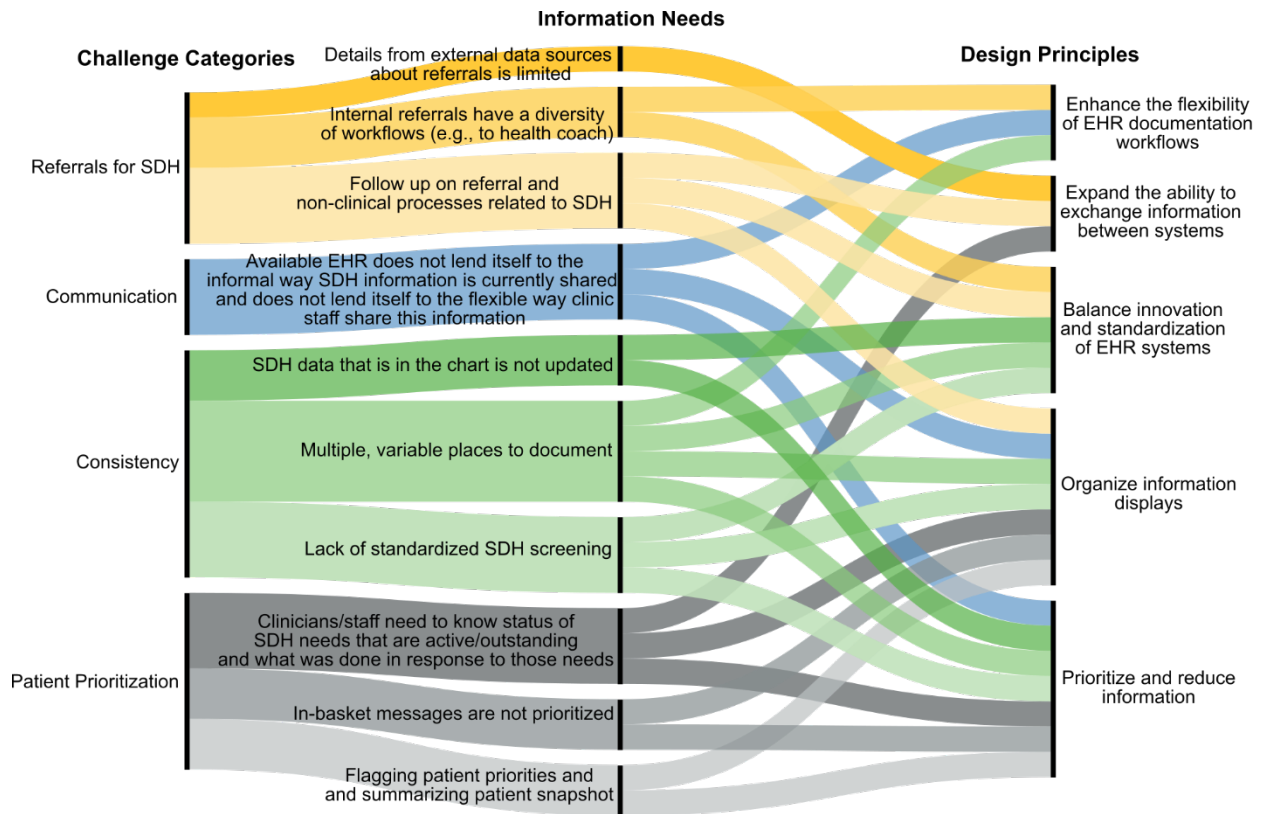 Information Needs
Challenge Categories
Design Principles
Referrals for SDH
Communication
Consistency
Patient Prioritization
Details from external data sources
about referrals is limited
Internal referrals have a diversity
of workflows (e.g., to health coach)
Follow up on referral and
non-clinical processes related to SDH
Available EHR does not lend itself to the
informal way SDH information is currently shared
and does not lend itself to the flexible way clinic
staff share this information
SDH data that is in the chart is not updated
Multiple, variable places to document
Lack of standardized SDH screening
Clinicians/staff need to know status of
SDH needs that are active/outstanding
and what was done in response to those needs
In-basket messages are not prioritized
Flagging patient priorities and
and summarizing patient snapshot
Enhance the flexibility
of EHR documentation
workflows
Expand the ability to
exchange information
between systems
Balance innovation
and standardization
of EHR systems
Organize information
displays
Prioritize and reduce
information